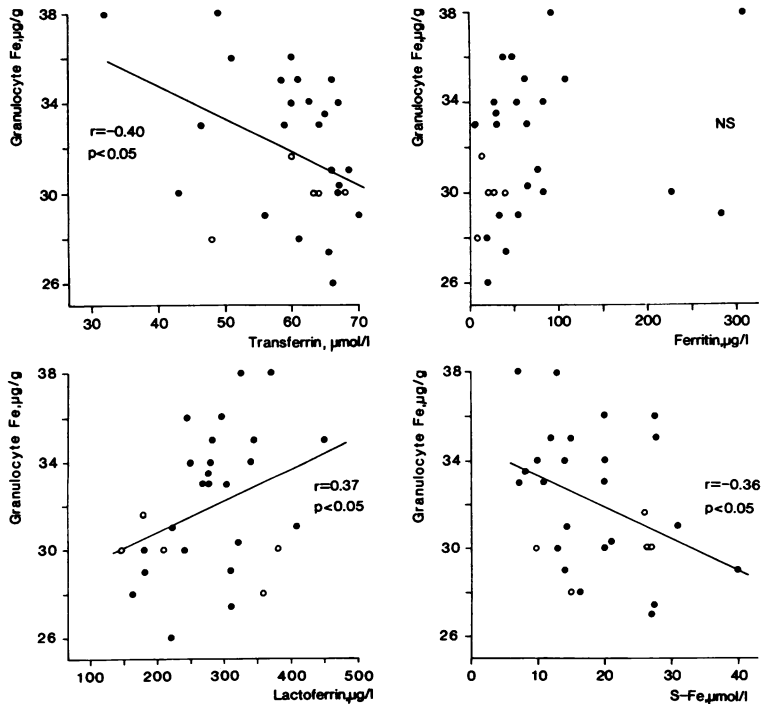 Granulocyte Fe,µg/g
38
34
30
26
r=−0.40
p<0.05
30 40 50 60 70
Transferrin, µmol/l
Granulocyte Fe,µg/g
38
34
30
26
NS
0 100 200 300
Ferritin,µg/l
Granulocyte Fe,µg/g
38
34
30
26
r=0.37
p<0.05
100 200 300 400 500
Lactoferrin,µg/l
Granulocyte Fe,µg/g
38
34
30
26
r=−0.36
p<0.05
0 10 20 30 40
S−Fe,µmol/l